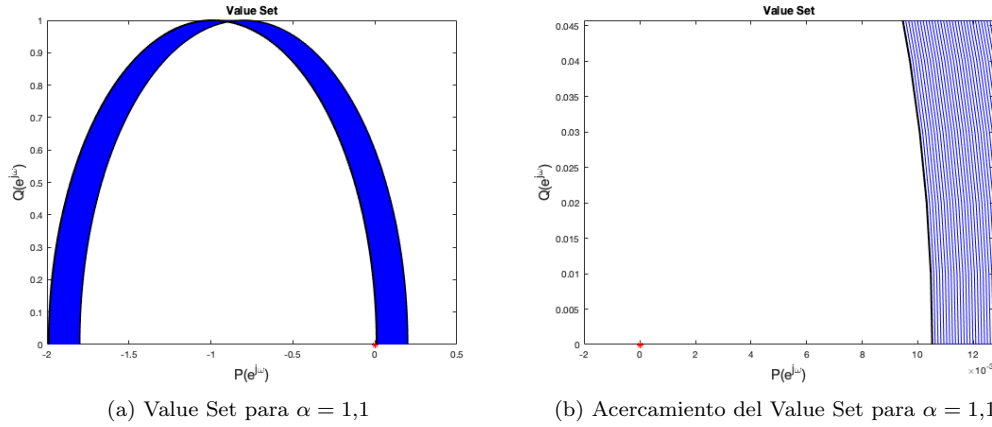 Value Set
1
0.9
0.8
0.7
0.6
0.5
0.4
0.3
0.2
0.1
0
Q(e^jω)
-2 -1.5 -1 -0.5 0 0.5
P(e^jω)
(a) Value Set para α = 1,1
Value Set
0.045
0.04
0.035
0.03
0.025
0.02
0.015
0.01
0.005
0
Q(e^jω)
-2 0 2 4 6 8 10 12
P(e^jω)
(b) Acercamiento del Value Set para α = 1,1